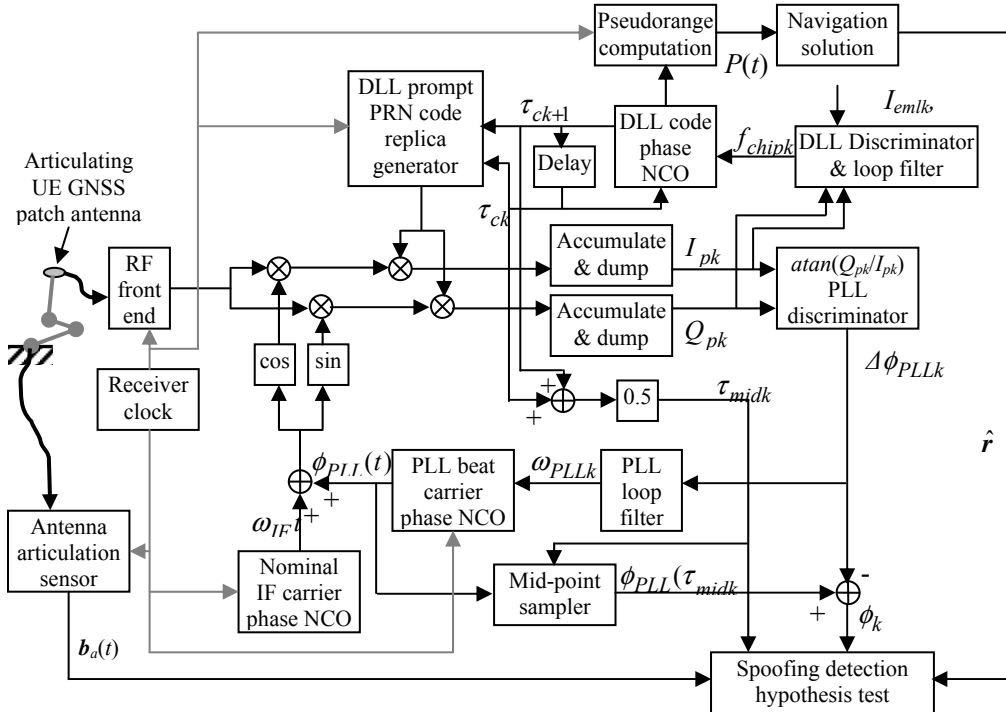 Pseudorange
computation
Navigation
solution
P(t)
DLL prompt
PRN code
replica
generator
τck+1
Delay
τck
DLL code
phase
NCO
fchipk
Iemlk,
DLL Discriminator
& loop filter
Articulating
UE GNSS
patch antenna
RF
front
end
Accumulate
& dump
Ipk
Accumulate
& dump
Qpk
atan(Qpk/Ipk)
PLL
discriminator
cos
sin
Receiver
clock
+
+
0.5
τmidk
ΔϕPLLk
r̂
ϕPLL(t)
+
+
ωIF t
PLL beat
carrier
phase NCO
ωPLLk
PLL
loop
filter
Antenna
articulation
sensor
Nominal
IF carrier
phase NCO
Mid-point
sampler
ϕPLL(τmidk
-
+
ϕk
ba(t)
Spoofing detection
hypothesis test